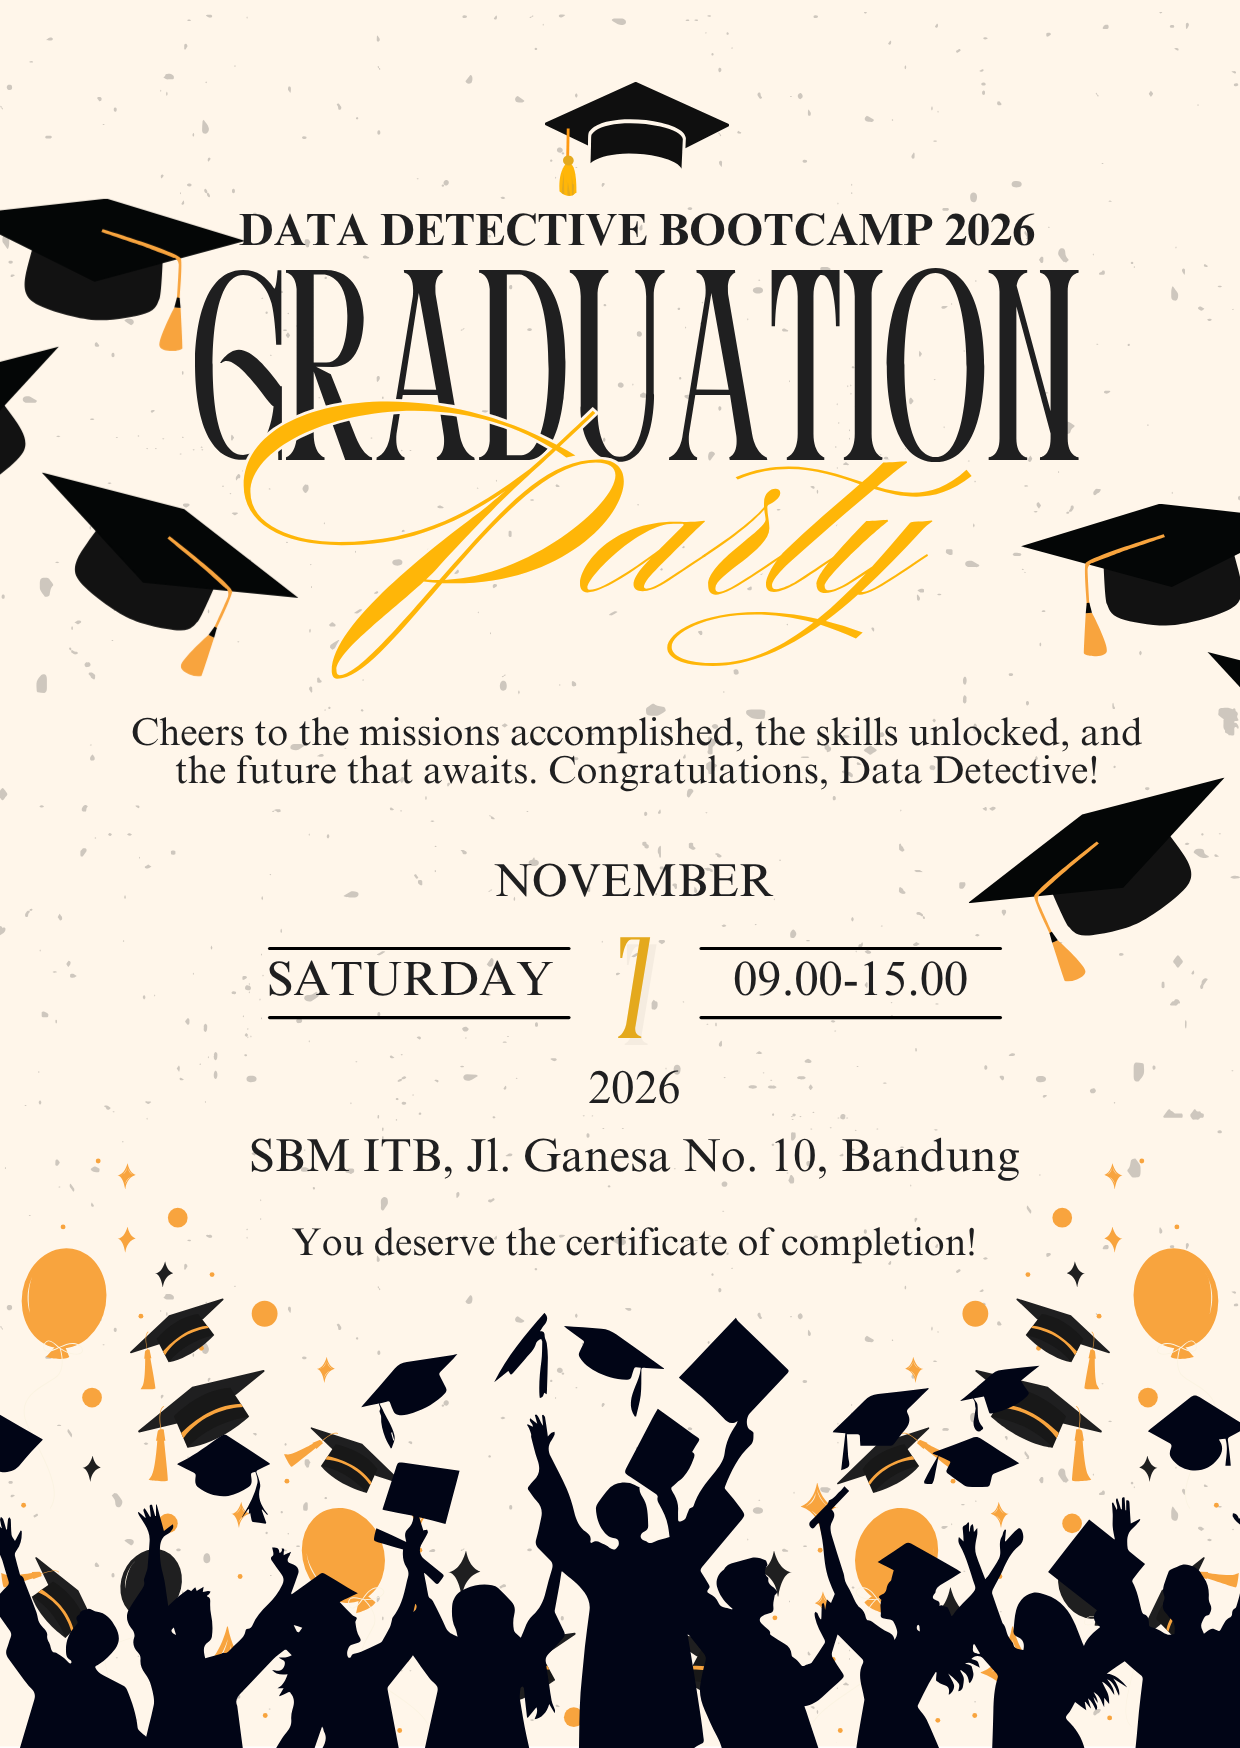 DATA DETECTIVE BOOTCAMP 2026
GRADUATION
Party
Cheers to the missions accomplished, the skills unlocked, and
the future that awaits. Congratulations, Data Detective!
NOVEMBER
SATURDAY 7 09.00-15.00
2026
SBM ITB, Jl. Ganesa No. 10, Bandung
You deserve the certificate of completion!